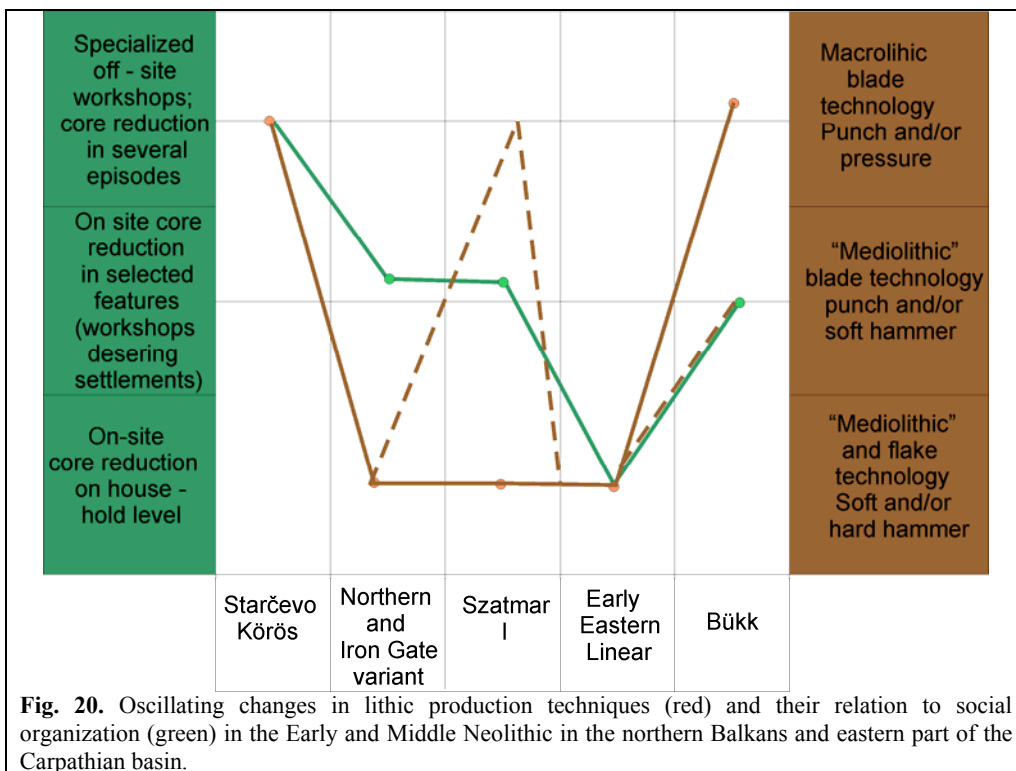 Specialized
off - site
workshops;
core reduction
in several
episodes
On site core
reduction
in selected
features
(workshops
desering
settlements)
On-site
core reduction
on house -
hold level
Macrolihic
blade
technology
Punch and/or
pressure
“Mediolithic”
blade technology
punch and/or
soft hammer
“Mediolithic”
and flake
technology
Soft and/or
hard hammer
Starčevo
Körös
Northern
and
Iron Gate
variant
Szatmar
I
Early
Eastern
Linear
Bükk
Fig. 20. Oscillating changes in lithic production techniques (red) and their relation to social
organization (green) in the Early and Middle Neolithic in the northern Balkans and eastern part of the
Carpathian basin.